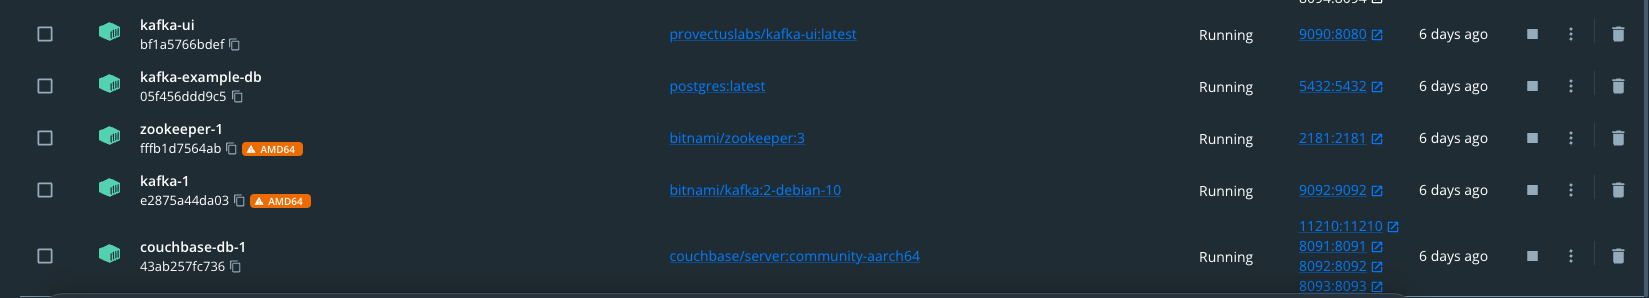 8094:8094
kafka-ui
bf1a5766bdef
provectuslabs/kafka-ui:latest
Running
9090:8080
6 days ago
kafka-example-db
05f456ddd9c5
postgres:latest
Running
5432:5432
6 days ago
zookeeper-1
fffb1d7564ab
AMD64
bitnami/zookeeper:3
Running
2181:2181
6 days ago
kafka-1
e2875a44da03
AMD64
bitnami/kafka:2-debian-10
Running
9092:9092
6 days ago
couchbase-db-1
43ab257fc736
couchbase/server:community-aarch64
Running
11210:11210
8091:8091
8092:8092
8093:8093
6 days ago